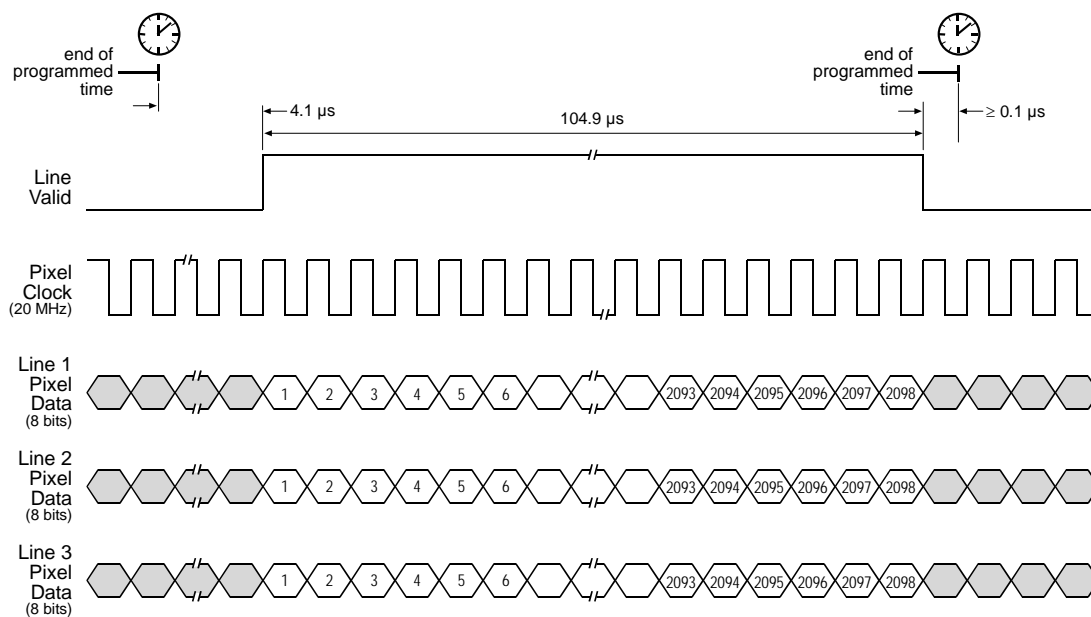 end of
programmed
time
end of
programmed
time
4.1 µs
104.9 µs
≥ 0.1 µs
Line
Valid
Pixel
Clock
(20 MHz)
Line 1
Pixel
Data
(8 bits)
1 2 3 4 5 6 2093 2094 2095 2096 2097 2098
Line 2
Pixel
Data
(8 bits)
1 2 3 4 5 6 2093 2094 2095 2096 2097 2098
Line 3
Pixel
Data
(8 bits)
1 2 3 4 5 6 2093 2094 2095 2096 2097 2098